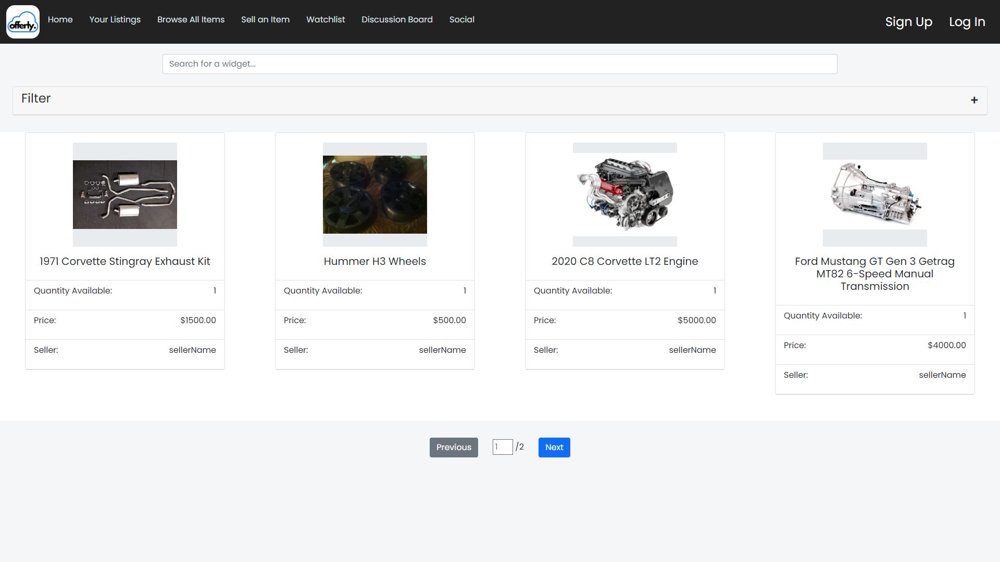 offerly.
Home
Your Listings
Browse All Items
Sell an Item
Watchlist
Discussion Board
Social
Sign Up
Log In
Search for a widget...
Filter
+
1971 Corvette Stingray Exhaust Kit
Quantity Available: 1
Price: $1500.00
Seller: sellerName
Hummer H3 Wheels
Quantity Available: 1
Price: $500.00
Seller: sellerName
2020 C8 Corvette LT2 Engine
Quantity Available: 1
Price: $5000.00
Seller: sellerName
Ford Mustang GT Gen 3 Getrag
MT82 6-Speed Manual
Transmission
Quantity Available: 1
Price: $4000.00
Seller: sellerName
Previous
1 /2
Next